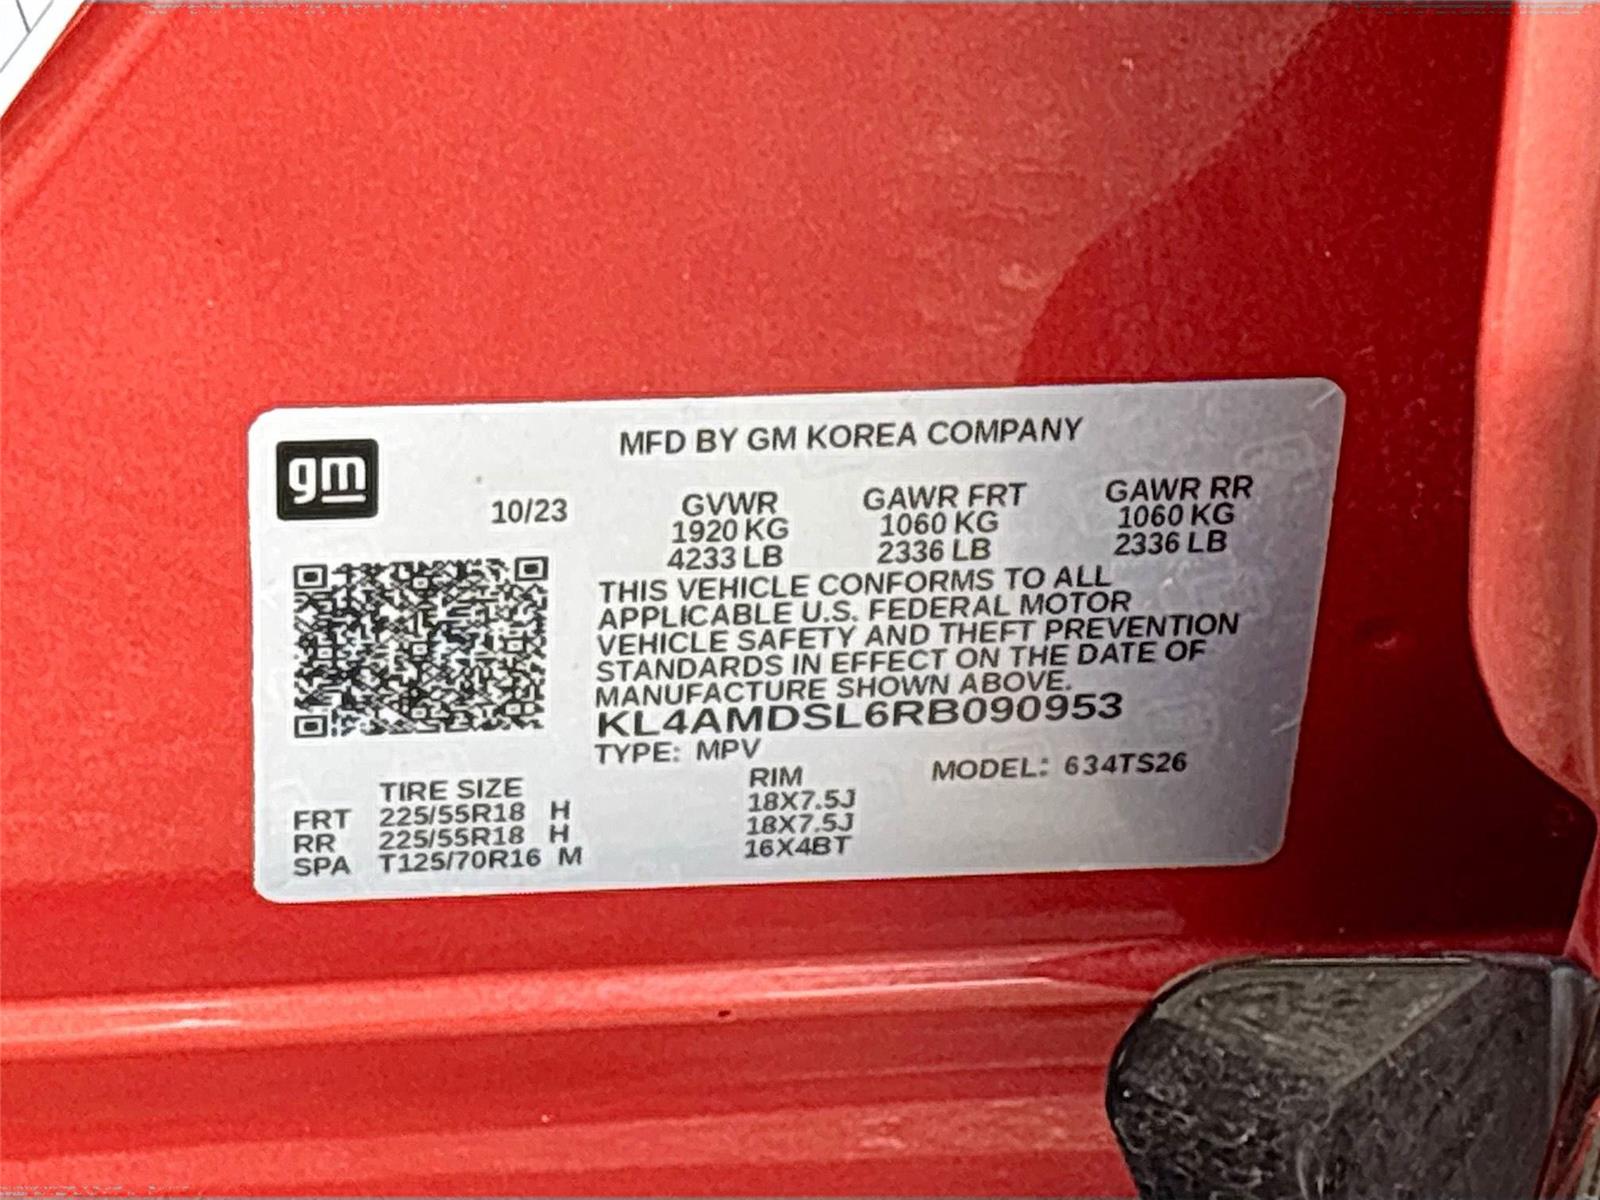 MFD BY GM KOREA COMPANY
gm
10/23
GVWR GAWR FRT GAWR RR
1920 KG 1060 KG 1060 KG
4233 LB 2336 LB 2336 LB
THIS VEHICLE CONFORMS TO ALL
APPLICABLE U.S. FEDERAL MOTOR
VEHICLE SAFETY AND THEFT PREVENTION
STANDARDS IN EFFECT ON THE DATE OF
MANUFACTURE SHOWN ABOVE.
KL4AMDSL6RB090953
TYPE: MPV
MODEL: 634TS26
TIRE SIZE RIM
FRT 225/55R18 H 18X7.5J
RR 225/55R18 H 18X7.5J
SPA T125/70R16 M 16X4BT